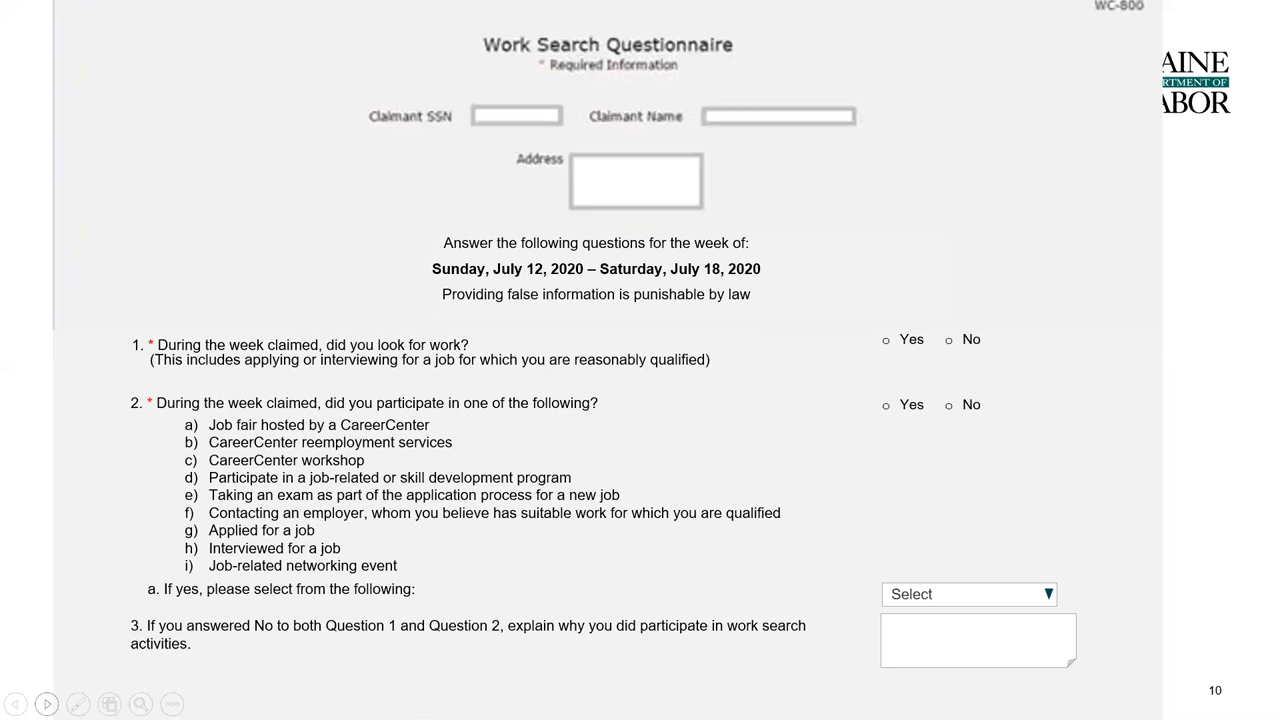 WC-800
Work Search Questionnaire
* Required Information
AINE
RTMENT OF
ABOR
Claimant SSN
Claimant Name
Address
Answer the following questions for the week of:
Sunday, July 12, 2020 – Saturday, July 18, 2020
Providing false information is punishable by law
1. * During the week claimed, did you look for work?
(This includes applying or interviewing for a job for which you are reasonably qualified)
o Yes o No
2. * During the week claimed, did you participate in one of the following?
o Yes o No
a) Job fair hosted by a CareerCenter
b) CareerCenter reemployment services
c) CareerCenter workshop
d) Participate in a job-related or skill development program
e) Taking an exam as part of the application process for a new job
f) Contacting an employer, whom you believe has suitable work for which you are qualified
g) Applied for a job
h) Interviewed for a job
i) Job-related networking event
a. If yes, please select from the following:
Select
3. If you answered No to both Question 1 and Question 2, explain why you did participate in work search
activities.
10